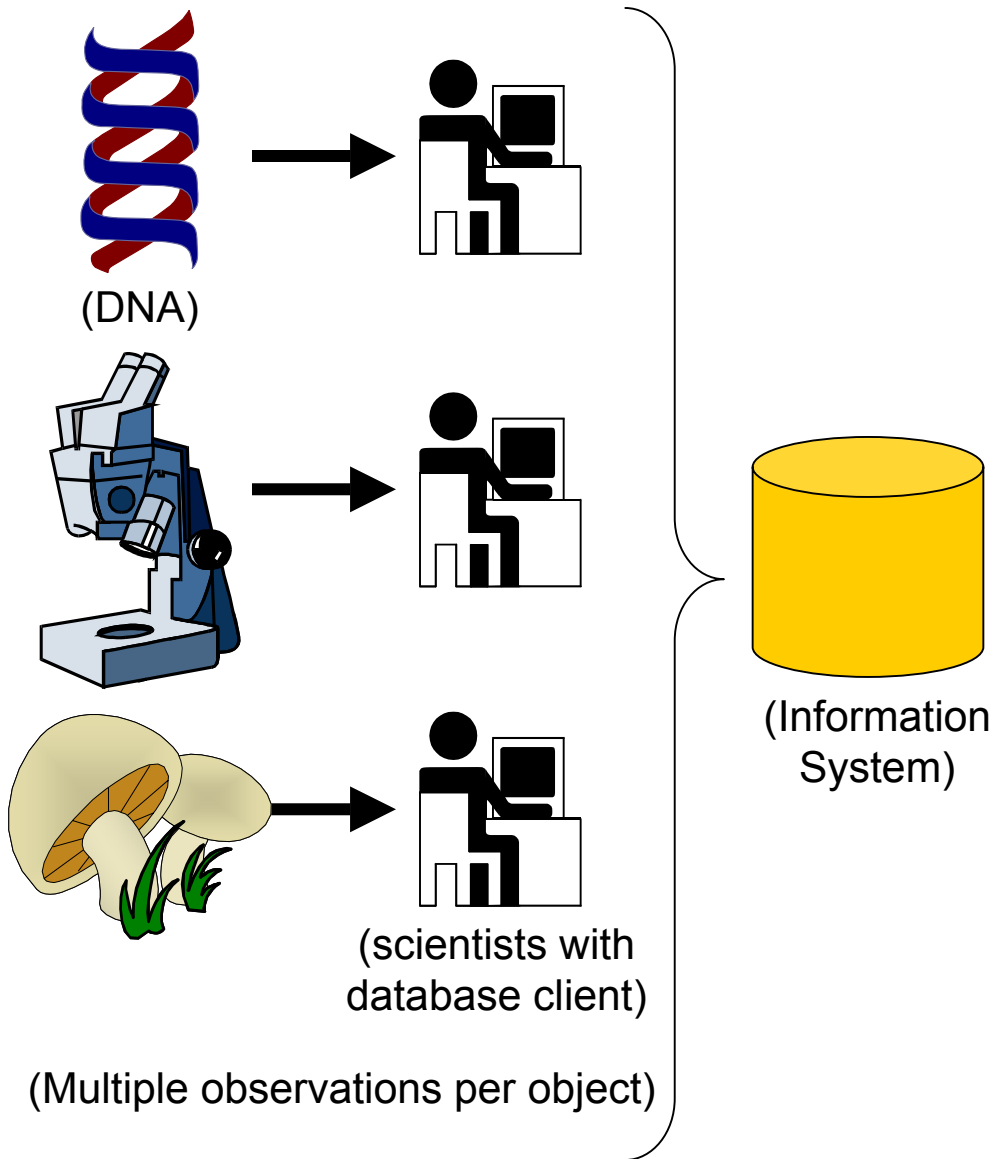 (DNA)
(Information
System)
(scientists with
database client)
(Multiple observations per object)